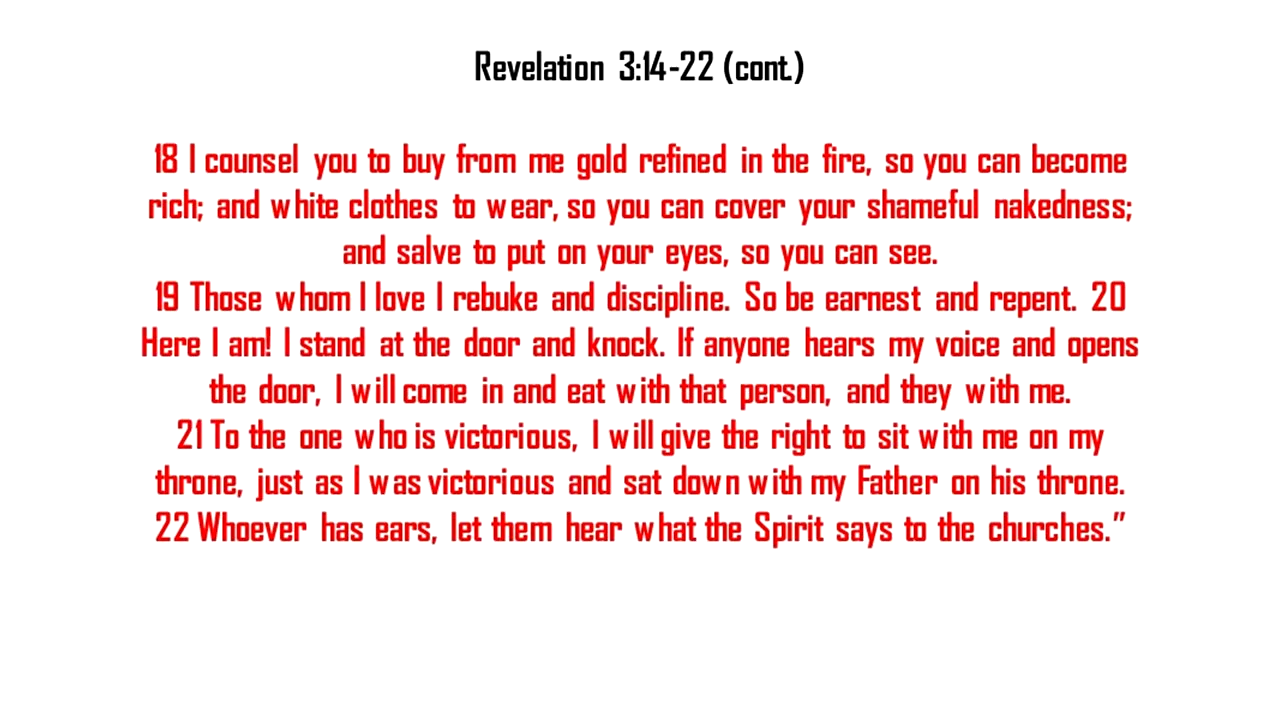 Revelation 3:14-22 (cont.)
18 I counsel you to buy from me gold refined in the fire, so you can become
rich; and white clothes to wear, so you can cover your shameful nakedness;
and salve to put on your eyes, so you can see.
19 Those whom I love I rebuke and discipline. So be earnest and repent. 20
Here I am! I stand at the door and knock. If anyone hears my voice and opens
the door, I will come in and eat with that person, and they with me.
21 To the one who is victorious, I will give the right to sit with me on my
throne, just as I was victorious and sat down with my Father on his throne.
22 Whoever has ears, let them hear what the Spirit says to the churches.”